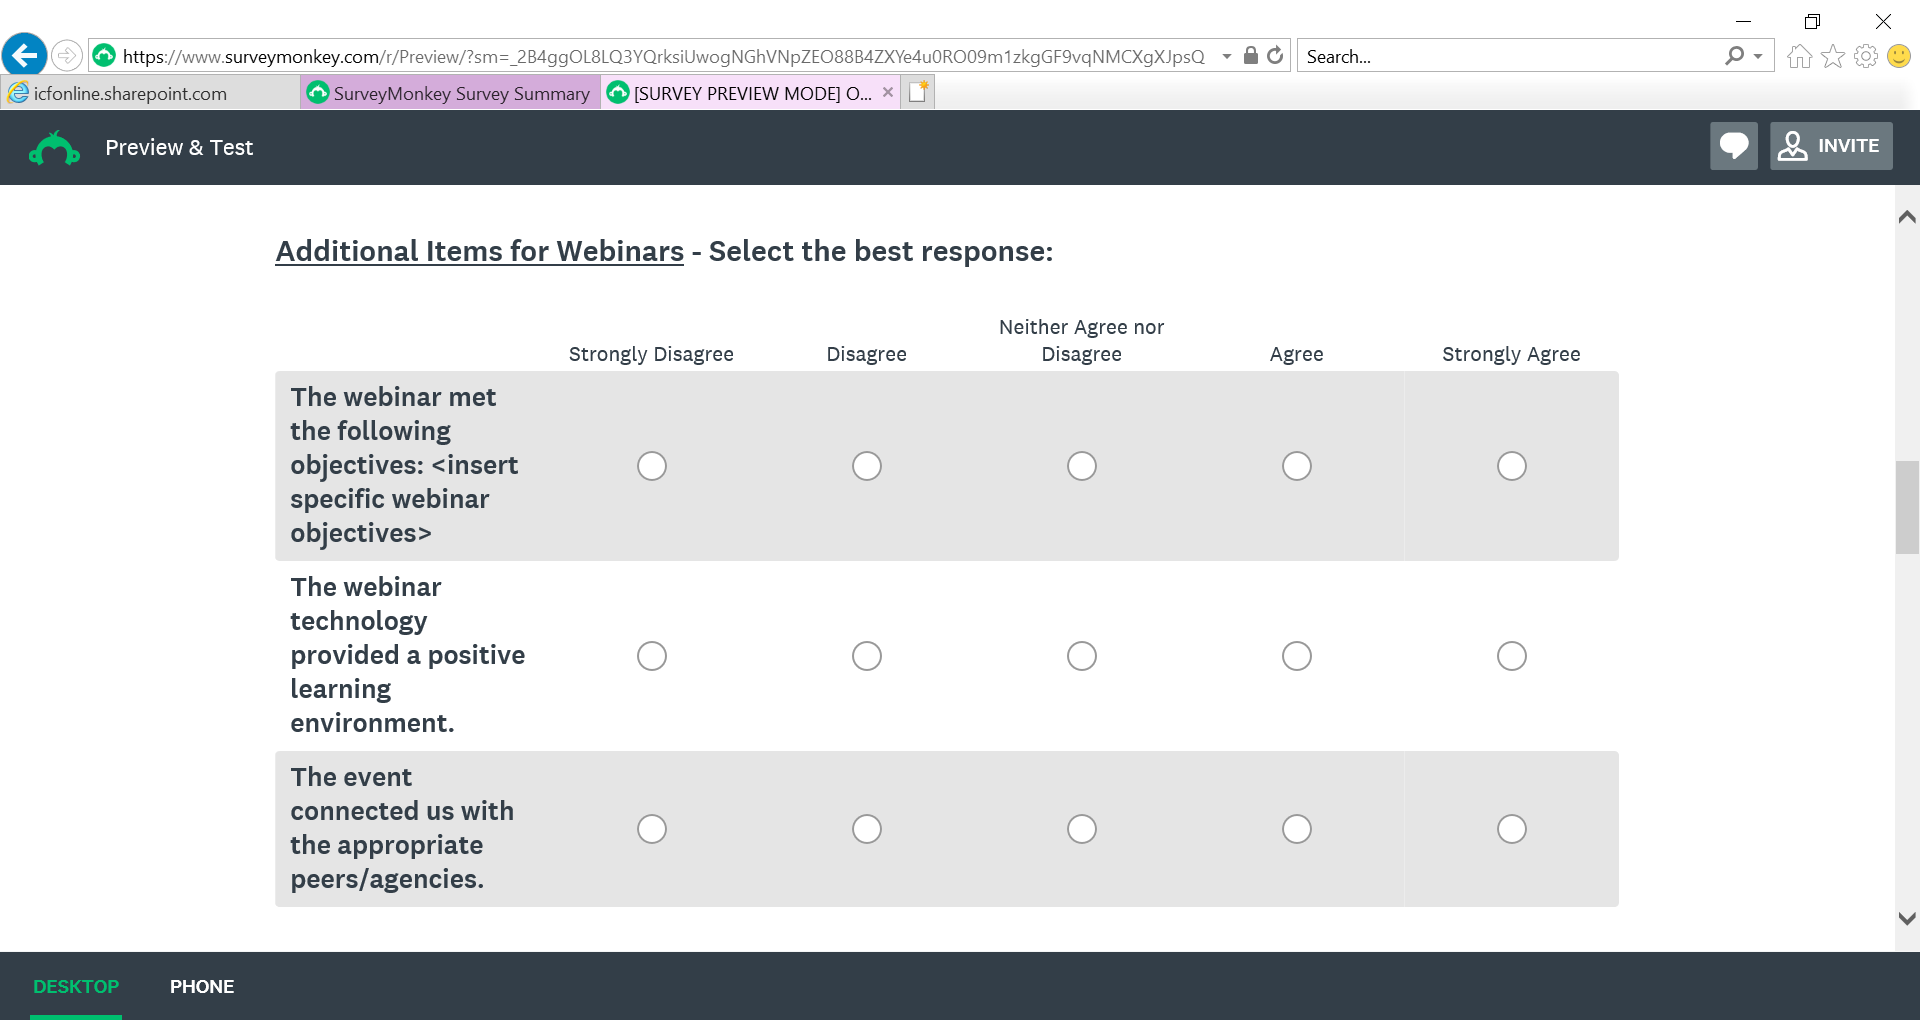 https://www.surveymonkey.com/r/Preview/?sm=_2B4ggOL8LQ3YQrksiUwogNGhVNpZEO88B4ZXYe4u0RO09m1zkgGF9vqNMCXgXJpsQ
Search...
icfonline.sharepoint.com
SurveyMonkey Survey Summary
[SURVEY PREVIEW MODE] O...
Preview & Test
INVITE
Additional Items for Webinars - Select the best response:
Strongly Disagree
Disagree
Neither Agree nor
Disagree
Agree
Strongly Agree
The webinar met
the following
objectives: <insert
specific webinar
objectives>
The webinar
technology
provided a positive
learning
environment.
The event
connected us with
the appropriate
peers/agencies.
DESKTOP
PHONE